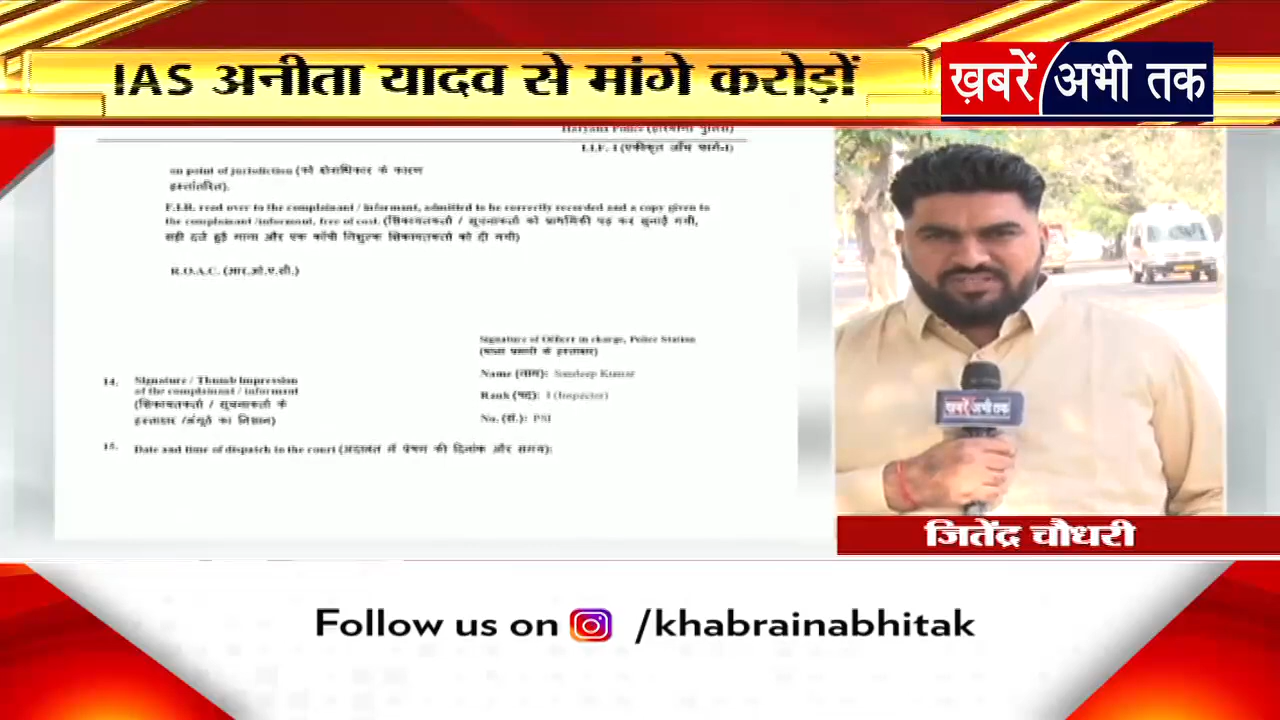 IAS अनीता यादव से मांगे करोड़ों
ख़बरें अभी तक
Haryana Police (हरियाणा पुलिस)
I.I.F. I (एकीकृत जाँच फार्म-I)
on point of jurisdiction (को क्षेत्राधिकार के कारण
हस्तांतरित).
F.I.R. read over to the complainant / informant, admitted to be correctly recorded and a copy given to
the complainant /informant, free of cost. (शिकायतकर्ता / सूचनाकर्ता को प्राथमिकी पढ़ कर सुनाई गयी,
सही दर्ज हुई माना और एक कॉपी निशुल्क शिकायतकर्ता को दी गयी)
R.O.A.C. (आर.ओ.ए.सी.)
Signature of Officer in charge, Police Station
(थाना प्रभारी के हस्ताक्षर)
Name (नाम): Sandeep Kumar
Rank (पद): I (Inspector)
No. (सं.): PSI
14. Signature / Thumb impression
of the complainant / informant
(शिकायतकर्ता / सूचनाकर्ता के
हस्ताक्षर /अंगूठे का निशान)
15. Date and time of dispatch to the court (अदालत में प्रेषण की दिनांक और समय):
ख़बरें अभी तक
जितेंद्र चौधरी
Follow us on /khabrainabhitak